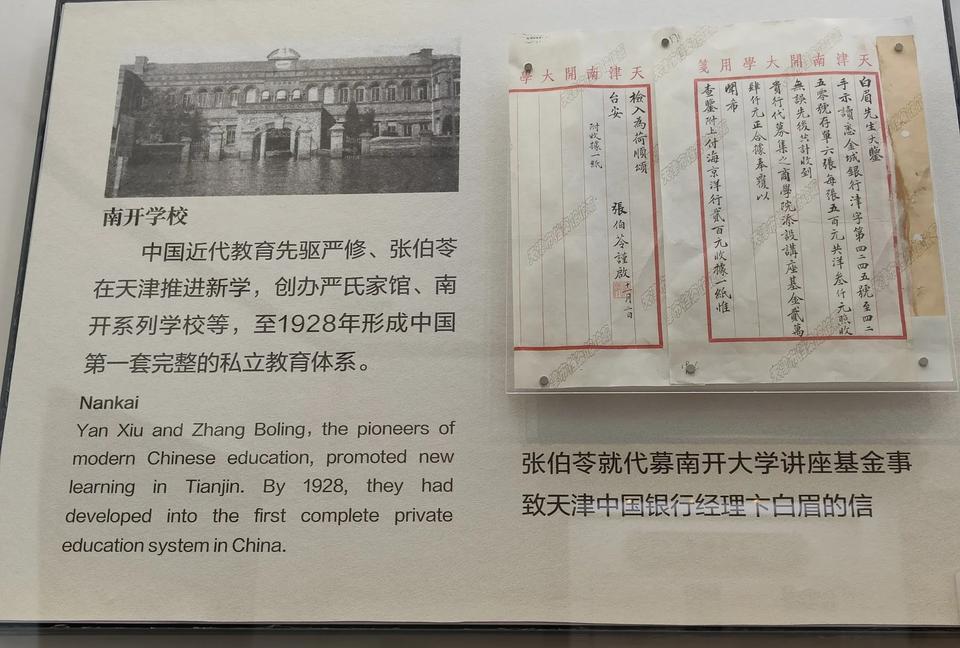 南开学校
中国近代教育先驱严修、张伯苓
在天津推进新学，创办严氏家馆、南
开系列学校等，至1928年形成中国
第一套完整的私立教育体系。
Nankai
Yan Xiu and Zhang Boling, the pioneers of
modern Chinese education, promoted new
learning in Tianjin. By 1928, they had
developed into the first complete private
education system in China.
箋用學大開南津天
白眉先生大鑒
手示讀悉金城銀行津字第四二四五號至四二
五零號存單六張每張五百元共洋叁仟元照收
無誤先後共計收到
貴行代募集之商學院添設講座基金貳萬
肆仟元正合據奉覆以
聞希
查鑒附上付海京洋行貳百元收據一紙惟
學大開南津天
檢入為荷順頌
台安
張伯苓謹啟 十一月二日
附收據一紙
张伯苓就代募南开大学讲座基金事
致天津中国银行经理卞白眉的信